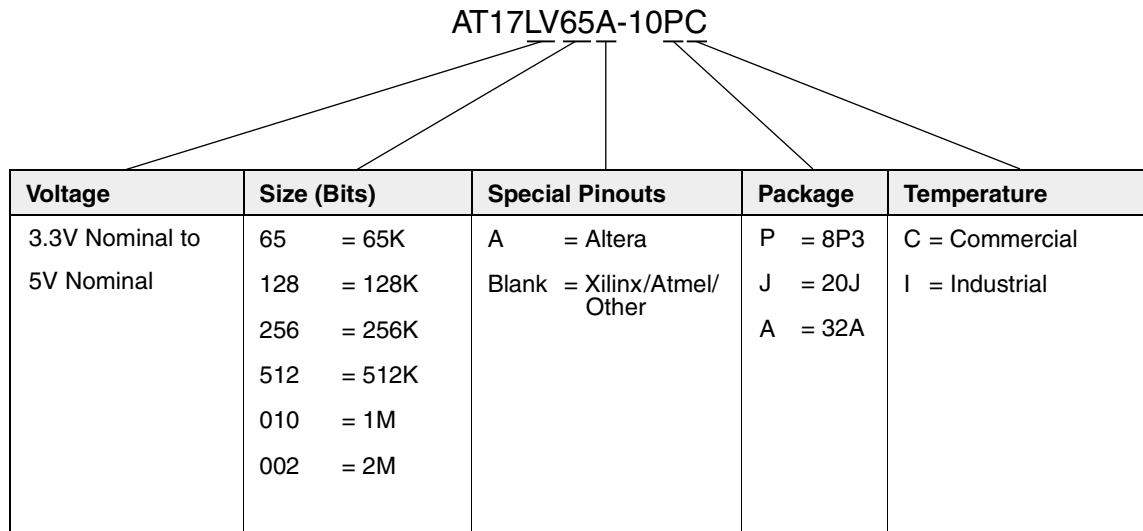 AT17LV65A-10PC
Voltage Size (Bits) Special Pinouts Package Temperature
3.3V Nominal to
5V Nominal
65 = 65K
128 = 128K
256 = 256K
512 = 512K
010 = 1M
002 = 2M
A = Altera
Blank = Xilinx/Atmel/
Other
P = 8P3
J = 20J
A = 32A
C = Commercial
I = Industrial